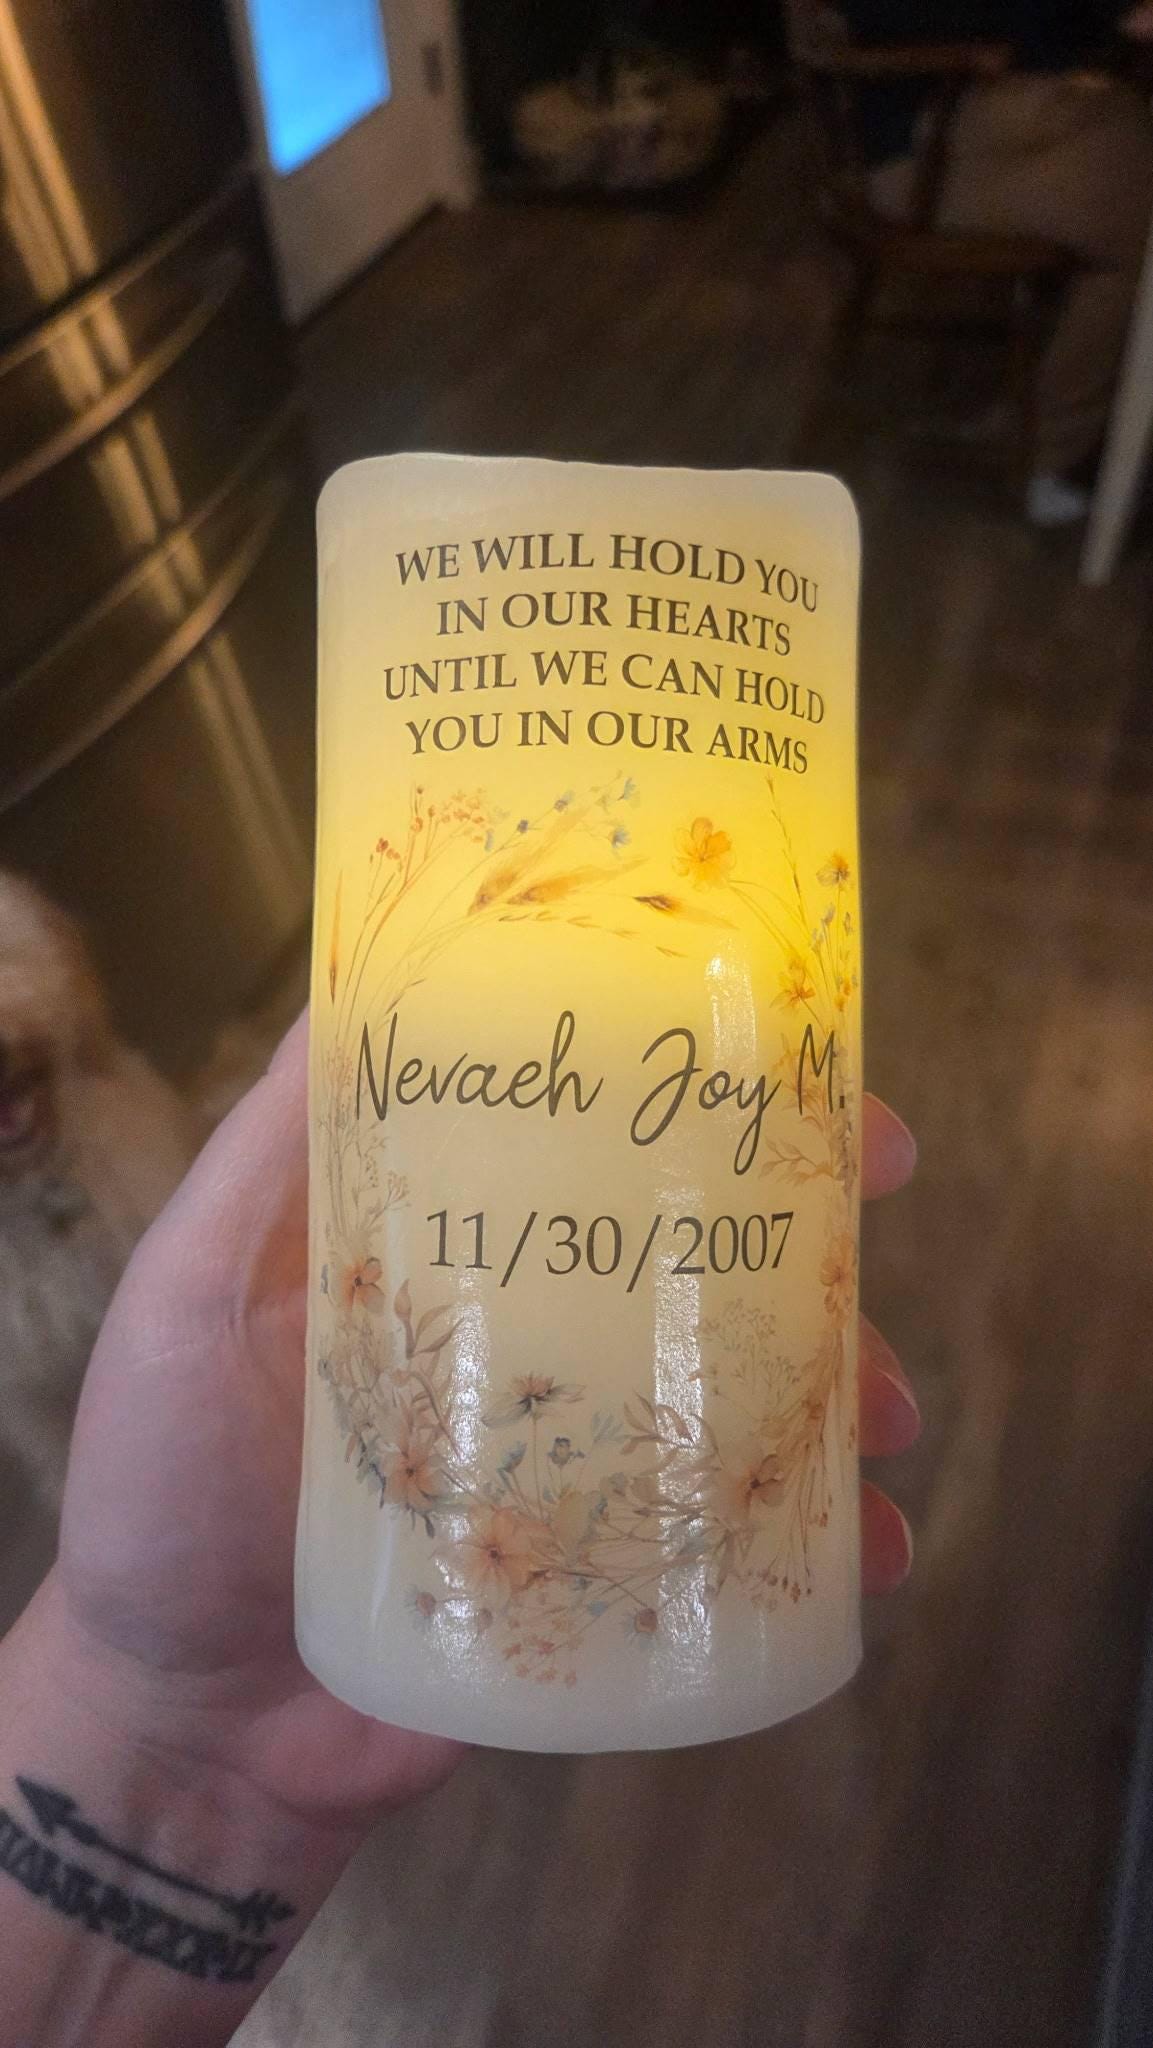 WE WILL HOLD YOU
IN OUR HEARTS
UNTIL WE CAN HOLD
YOU IN OUR ARMS
Nevaeh Joy M.
11/30/2007